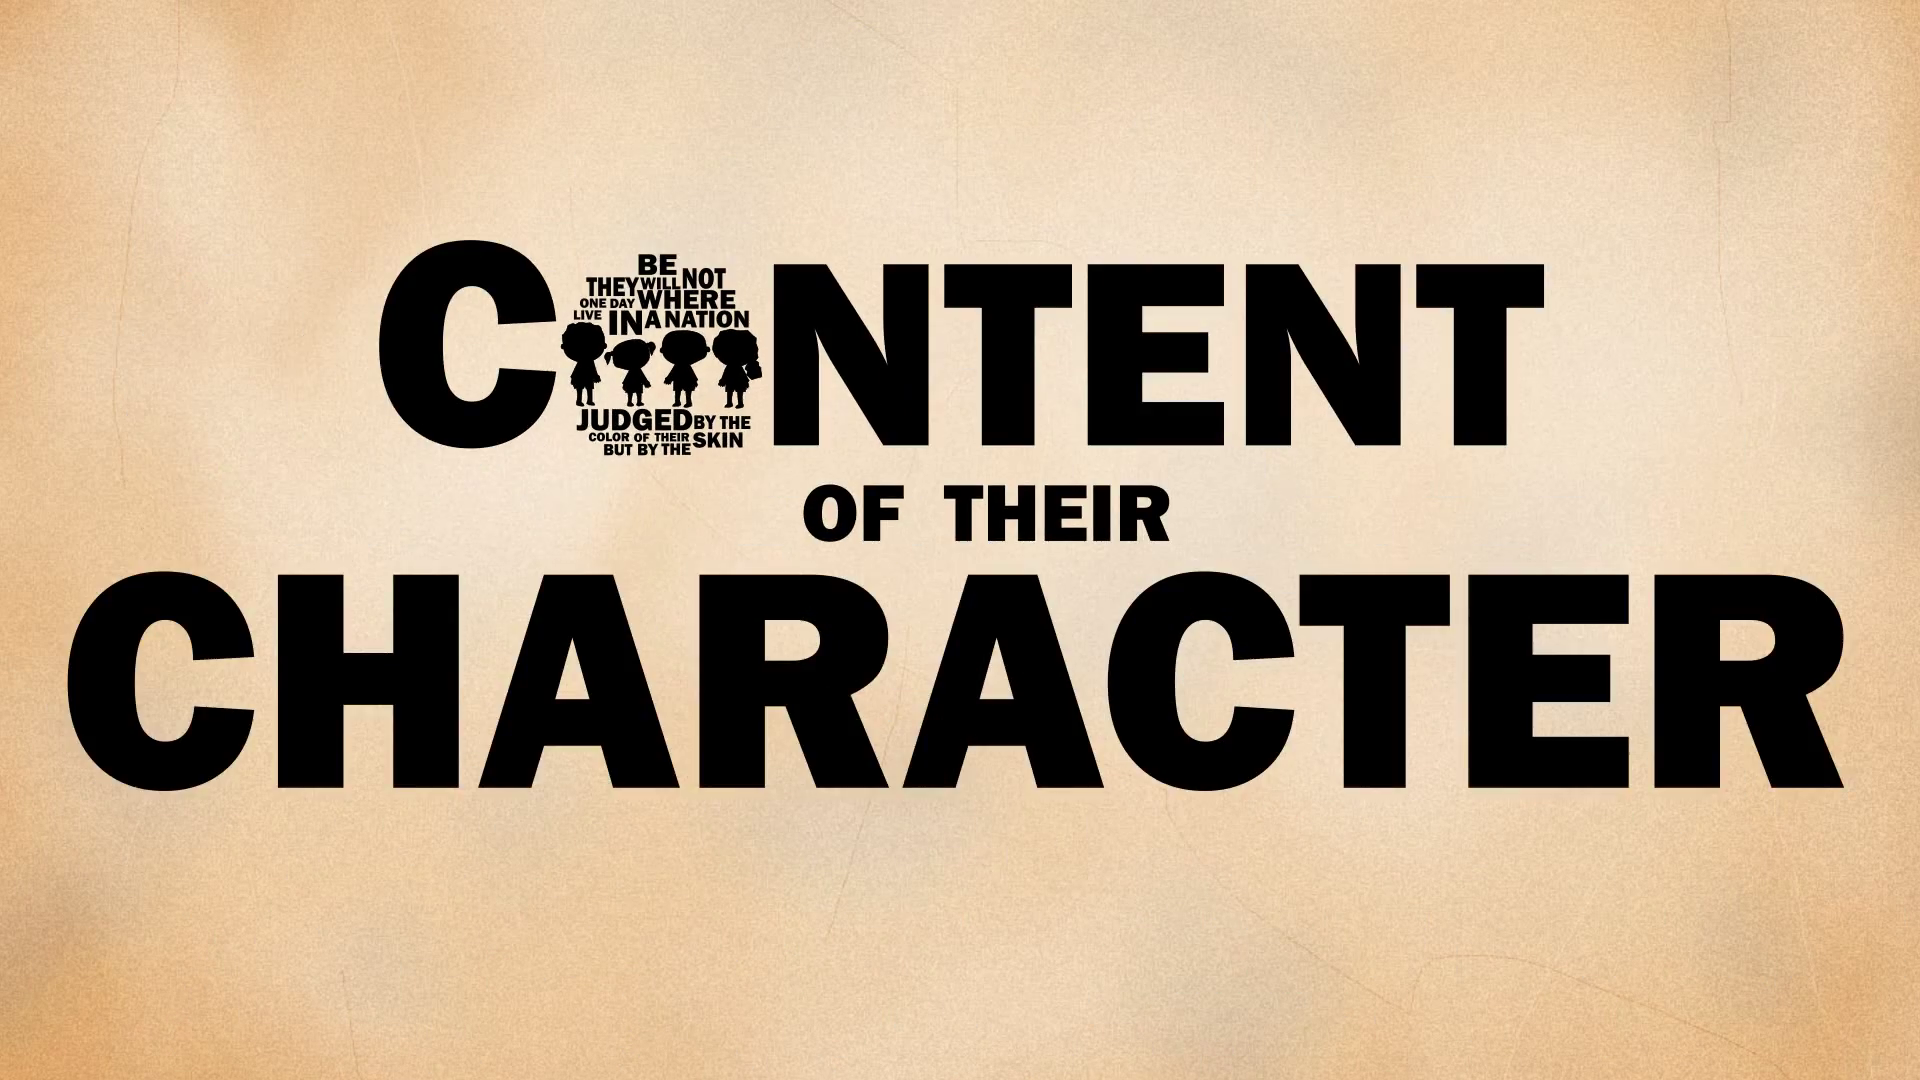 CONTENT
BE
THEY WILL NOT
ONE DAY WHERE
LIVE IN A NATION
JUDGED BY THE
COLOR OF THEIR SKIN
BUT BY THE
OF THEIR
CHARACTER